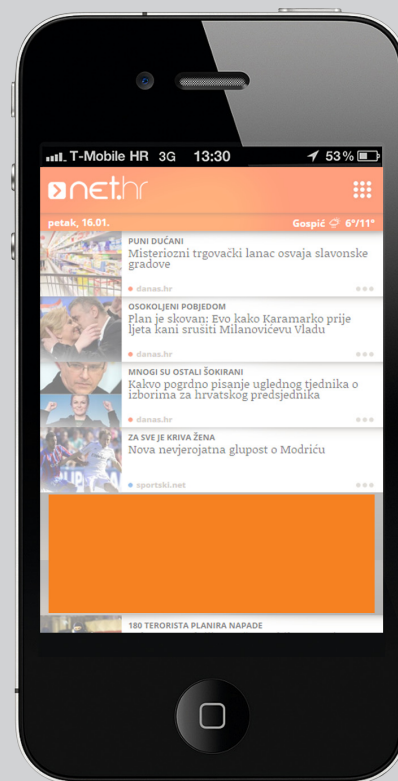 T-Mobile HR 3G 13:30 53%
net.hr
petak, 16.01. Gospić 6°/11°
PUNI DUĆANI
Misteriozni trgovački lanac osvaja slavonske
gradove
danas.hr
OSOKOLJENI POBJEDOM
Plan je skovan: Evo kako Karamarko prije
ljeta kani srušiti Milanovićevu Vladu
danas.hr
MNOGI SU OSTALI ŠOKIRANI
Kakvo pogrdno pisanje uglednog tjednika o
izborima za hrvatskog predsjednika
danas.hr
ZA SVE JE KRIVA ŽENA
Nova nevjerojatna glupost o Modriću
sportski.net
180 TERORISTA PLANIRA NAPADE